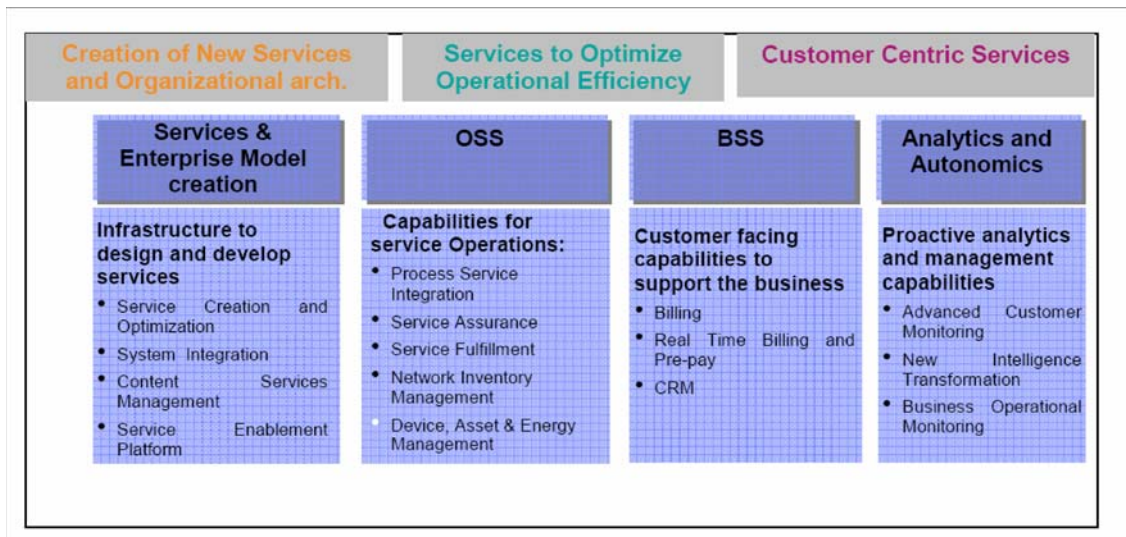 Creation of New Services
and Organizational arch.
Services to Optimize
Operational Efficiency
Customer Centric Services
Services &
Enterprise Model
creation
Infrastructure to
design and develop
services
• Service Creation and
Optimization
• System Integration
• Content Services
Management
• Service Enablement
Platform
OSS
Capabilities for
service Operations:
• Process Service
Integration
• Service Assurance
• Service Fulfillment
• Network Inventory
Management
• Device, Asset & Energy
Management
BSS
Customer facing
capabilities to
support the business
• Billing
• Real Time Billing and
Pre-pay
• CRM
Analytics and
Autonomics
Proactive analytics
and management
capabilities
• Advanced Customer
Monitoring
• New Intelligence
Transformation
• Business Operational
Monitoring